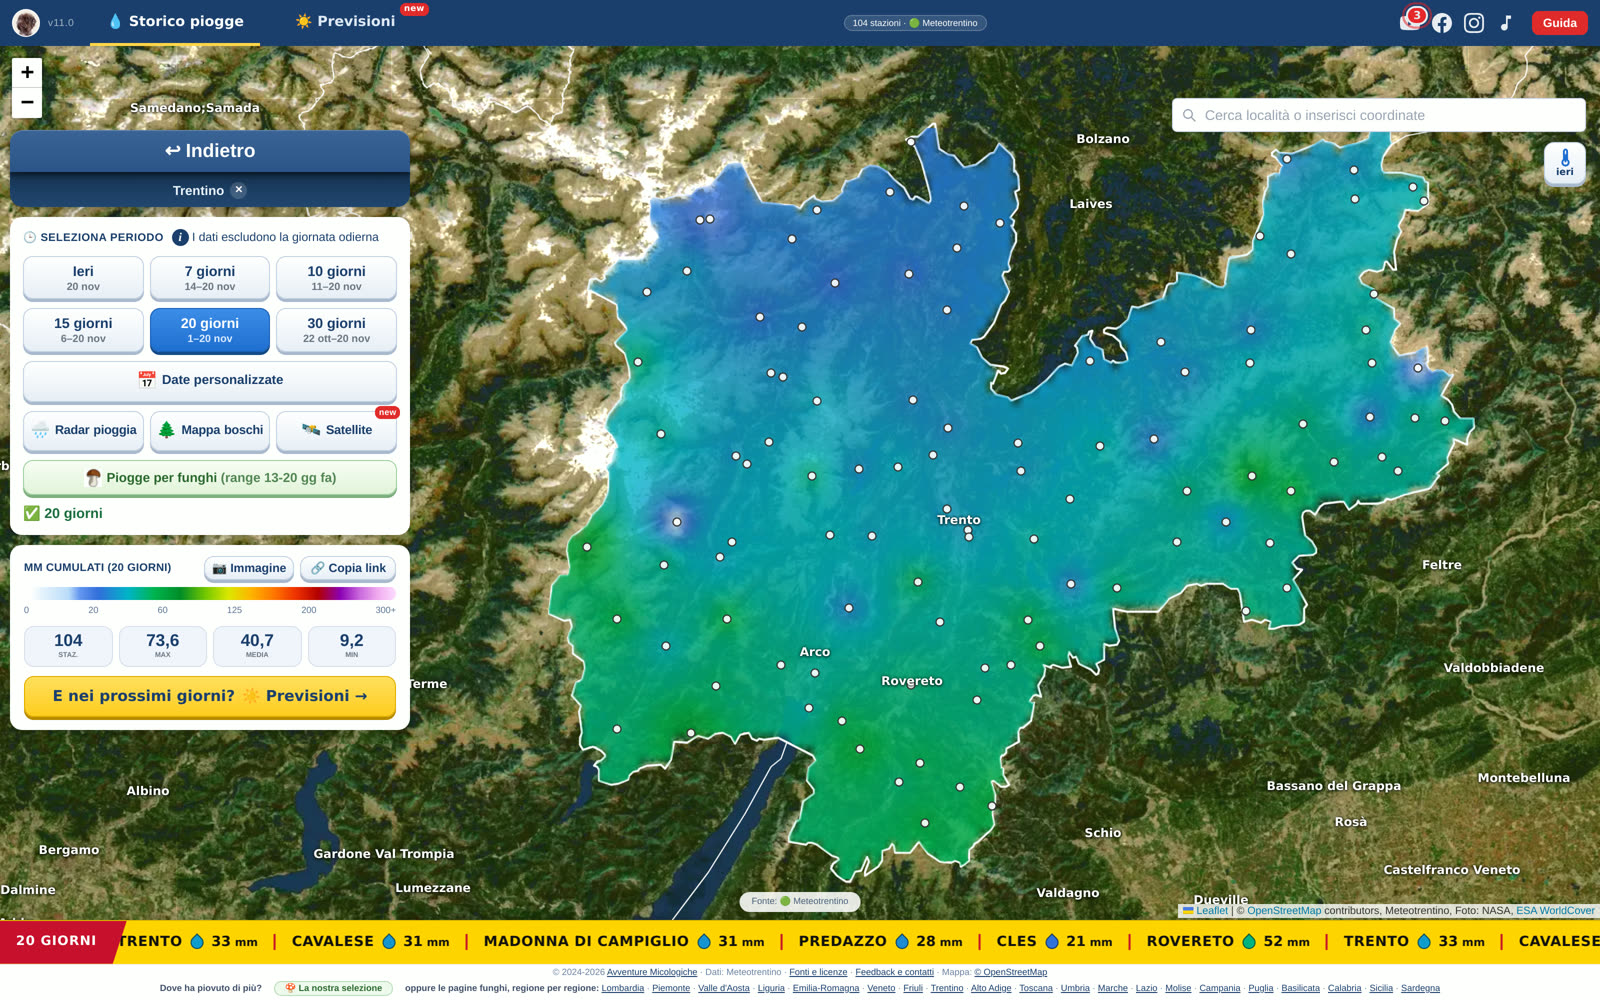 v11.0
💧 Storico piogge
☀️ Previsioni
new
104 stazioni · 🟢 Meteotrentino
3
Guida
+
−
Samedano;Samada
Bolzano
Laives
Cerca località o inserisci coordinate
ieri
↩ Indietro
Trentino ✕
🕒 SELEZIONA PERIODO i I dati escludono la giornata odierna
Ieri
20 nov
7 giorni
14–20 nov
10 giorni
11–20 nov
15 giorni
6–20 nov
20 giorni
1–20 nov
30 giorni
22 ott–20 nov
📅 Date personalizzate
🌧️ Radar pioggia
🌲 Mappa boschi
🛰️ Satellite
new
🍄 Piogge per funghi (range 13-20 gg fa)
✅ 20 giorni
MM CUMULATI (20 GIORNI)
📷 Immagine
🔗 Copia link
0 20 60 125 200 300+
104
STAZ.
73,6
MAX
40,7
MEDIA
9,2
MIN
E nei prossimi giorni? ☀️ Previsioni →
Trento
Arco
Rovereto
Feltre
Valdobbiadene
Terme
Albino
Bergamo
Dalmine
Gardone Val Trompia
Lumezzane
Bassano del Grappa
Montebelluna
Rosà
Schio
Castelfranco Veneto
Valdagno
Dueville
Fonte: 🟢 Meteotrentino
Leaflet | © OpenStreetMap contributors, Meteotrentino, Foto: NASA, ESA WorldCover
20 GIORNI
TRENTO 33 mm | CAVALESE 31 mm | MADONNA DI CAMPIGLIO 31 mm | PREDAZZO 28 mm | CLES 21 mm | ROVERETO 52 mm | TRENTO 33 mm | CAVALESE
© 2024-2026 Avventure Micologiche · Dati: Meteotrentino · Fonti e licenze · Feedback e contatti · Mappa: © OpenStreetMap
Dove ha piovuto di più? 🍄 La nostra selezione oppure le pagine funghi, regione per regione: Lombardia · Piemonte · Valle d'Aosta · Liguria · Emilia-Romagna · Veneto · Friuli · Trentino · Alto Adige · Toscana · Umbria · Marche · Lazio · Molise · Campania · Puglia · Basilicata · Calabria · Sicilia · Sardegna